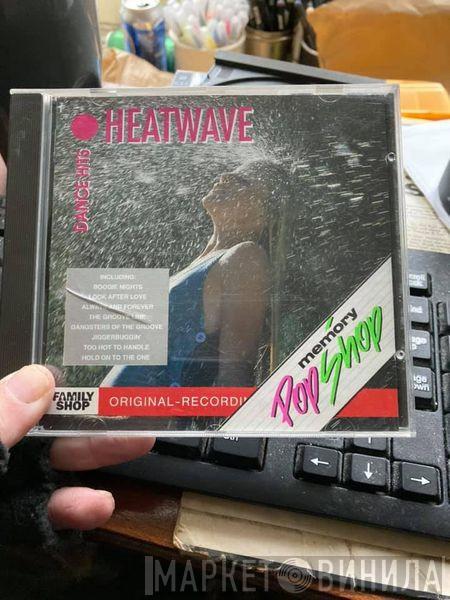 HEATWAVE
DANCE HITS
INCLUDING:
BOOGIE NIGHTS
LOOK AFTER LOVE
ALWAYS AND FOREVER
THE GROOVE LINE
GANGSTERS OF THE GROOVE
JIGGERBUGGIN'
TOO HOT TO HANDLE
HOLD ON TO THE ONE
memory
Pop Shop
FAMILY
SHOP
ORIGINAL-RECORDIN
МАРКЕТ ВИНИЛА